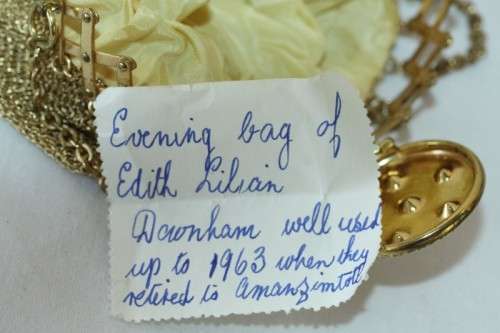 Evening bag of
Edith Lilian
Downham well used
up to 1963 when they
retired to Amanzimtoti